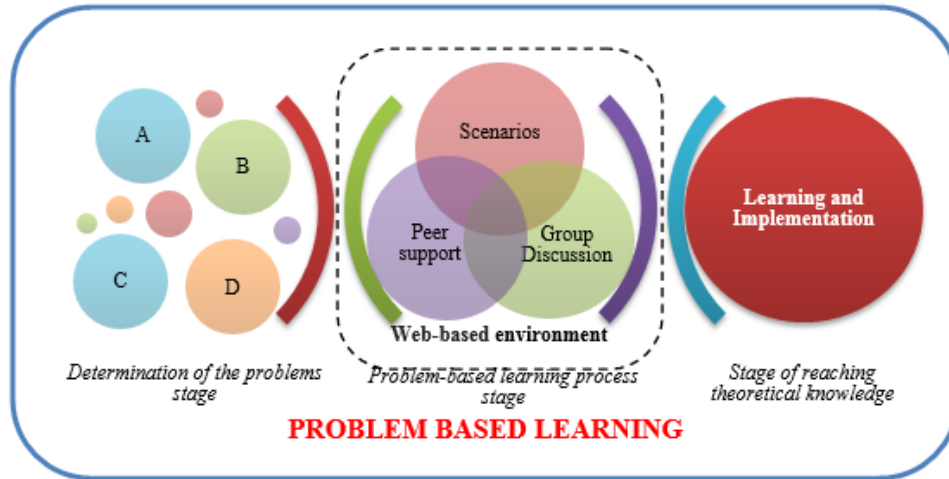 A
B
C
D
Scenarios
Peer
support
Group
Discussion
Web-based environment
Learning and
Implementation
Determination of the problems
stage
Problem-based learning process
stage
Stage of reaching
theoretical knowledge
PROBLEM BASED LEARNING